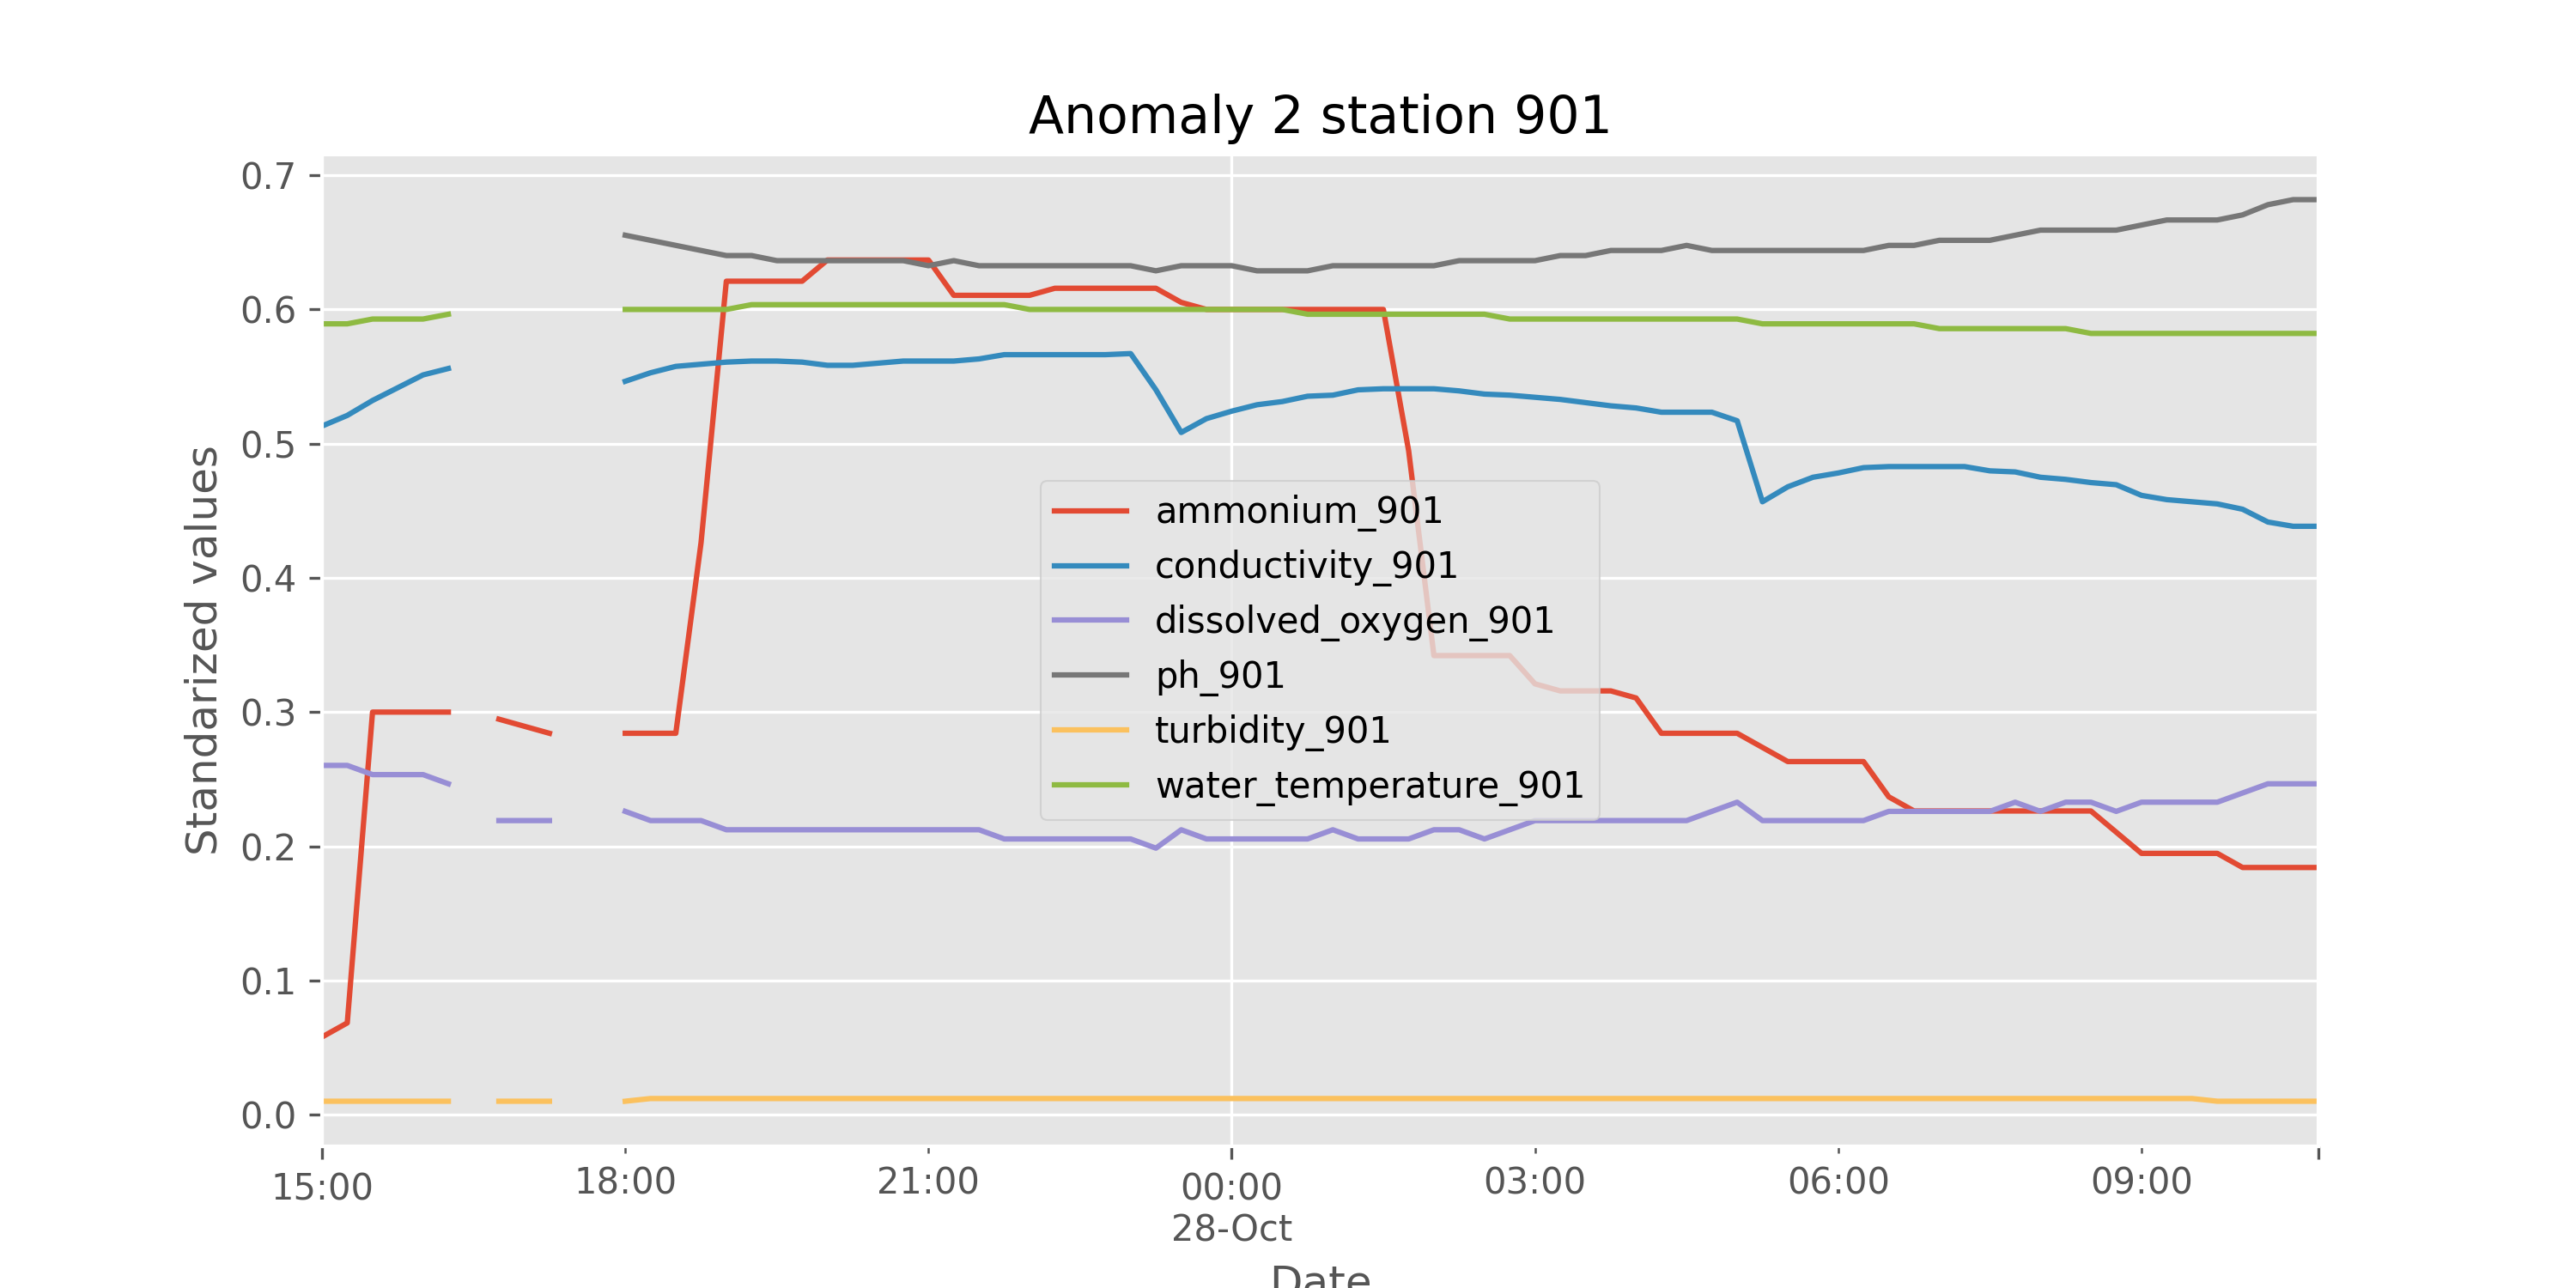 Anomaly 2 station 901
Standarized values
0.7
0.6
0.5
0.4
0.3
0.2
0.1
0.0
ammonium_901
conductivity_901
dissolved_oxygen_901
ph_901
turbidity_901
water_temperature_901
15:00 18:00 21:00 00:00 03:00 06:00 09:00
28-Oct
Date